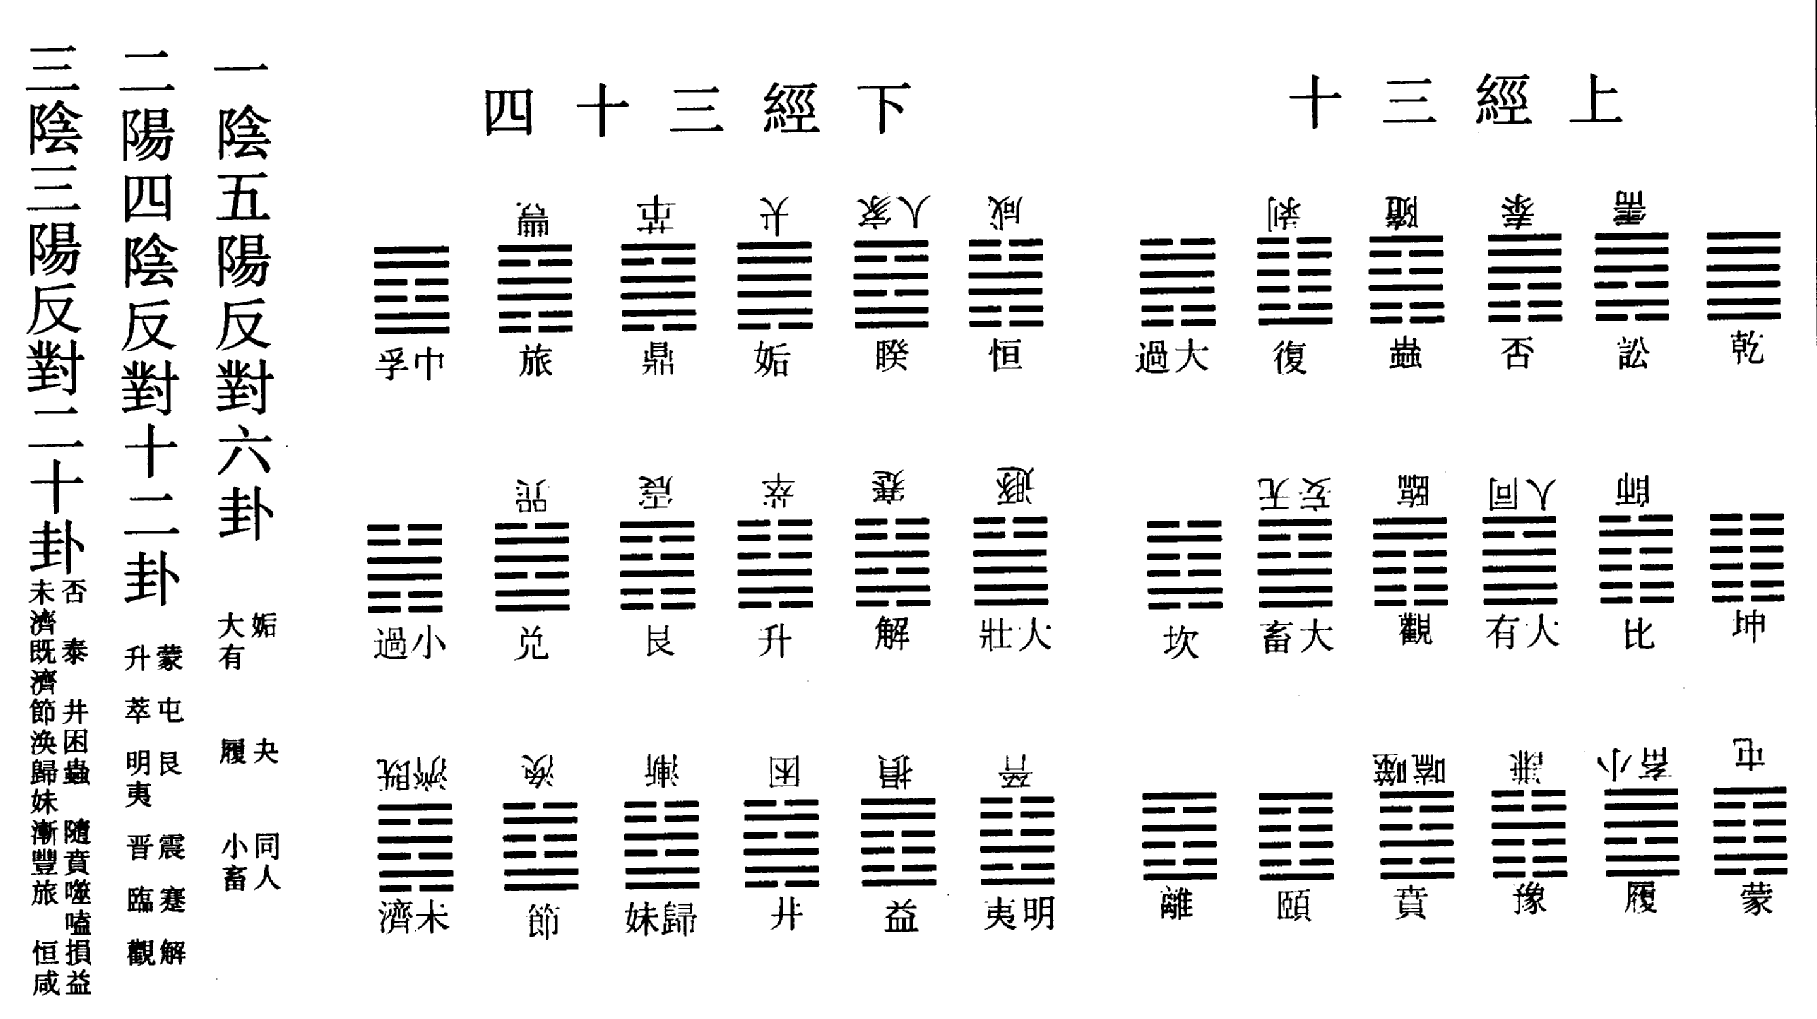 上經三十
乾
需 訟
泰 否
隨 蠱
剝 復
大過
坤
師 比
同人 人有
臨 觀
无妄 大畜
坎
屯 蒙
小畜 履
謙 豫
噬嗑 賁
頤
離
下經三十四
咸 恒
家人 睽
夬 姤
革 鼎
豐 旅
中孚
遯 人壯
蹇 解
萃 升
震 艮
巽 兌
小過
晉 明夷
損 益
困 井
漸 歸妹
渙 節
既濟 未濟
一陰五陽反對六卦
姤 夬 同人
大有 履 小畜
二陽四陰反對十二卦
蒙 屯 艮 震 蹇 解
升 萃 明夷 晋 臨 觀
三陰三陽反對二十卦
否 泰 井 困 蠱 隨 賁 噬嗑 損 益
未濟 既濟 節 渙 歸妹 漸 豐 旅 恒 咸